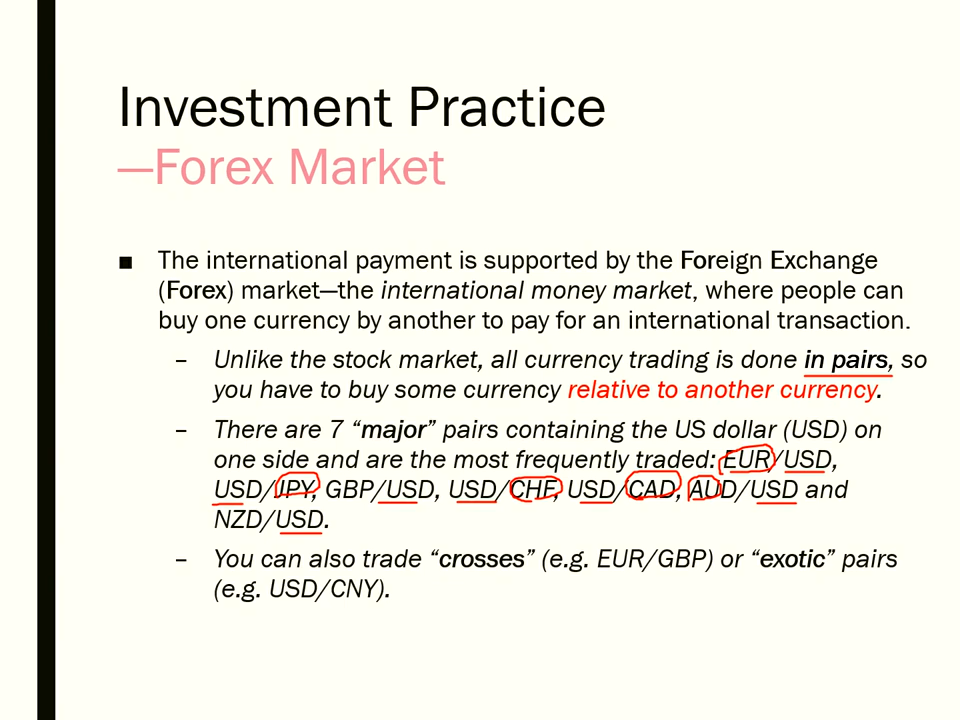 Investment Practice
—Forex Market
■ The international payment is supported by the Foreign Exchange
(Forex) market—the international money market, where people can
buy one currency by another to pay for an international transaction.
– Unlike the stock market, all currency trading is done in pairs, so
you have to buy some currency relative to another currency.
– There are 7 “major” pairs containing the US dollar (USD) on
one side and are the most frequently traded: EUR/USD,
USD/JPY, GBP/USD, USD/CHF, USD/CAD, AUD/USD and
NZD/USD.
– You can also trade “crosses” (e.g. EUR/GBP) or “exotic” pairs
(e.g. USD/CNY).